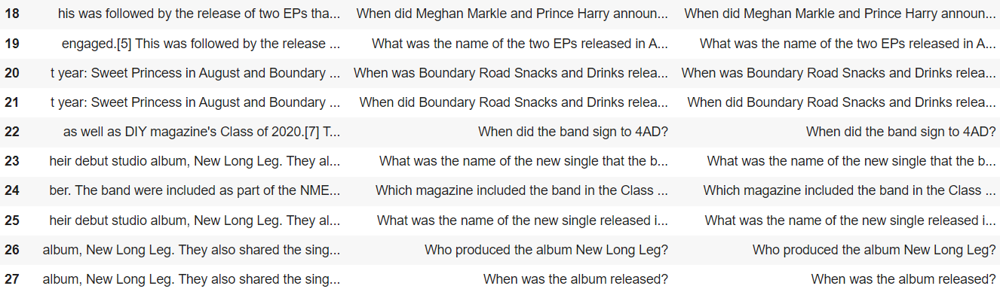 18 his was followed by the release of two EPs tha... When did Meghan Markle and Prince Harry announ... When did Meghan Markle and Prince Harry announ...
19 engaged.[5] This was followed by the release ... What was the name of the two EPs released in A... What was the name of the two EPs released in A...
20 t year: Sweet Princess in August and Boundary ... When was Boundary Road Snacks and Drinks relea... When was Boundary Road Snacks and Drinks relea...
21 t year: Sweet Princess in August and Boundary ... When did Boundary Road Snacks and Drinks relea... When did Boundary Road Snacks and Drinks relea...
22 as well as DIY magazine's Class of 2020.[7] T... When did the band sign to 4AD? When did the band sign to 4AD?
23 heir debut studio album, New Long Leg. They al... What was the name of the new single that the b... What was the name of the new single that the b...
24 ber. The band were included as part of the NME... Which magazine included the band in the Class ... Which magazine included the band in the Class ...
25 heir debut studio album, New Long Leg. They al... What was the name of the new single released i... What was the name of the new single released i...
26 album, New Long Leg. They also shared the sing... Who produced the album New Long Leg? Who produced the album New Long Leg?
27 album, New Long Leg. They also shared the sing... When was the album released? When was the album released?